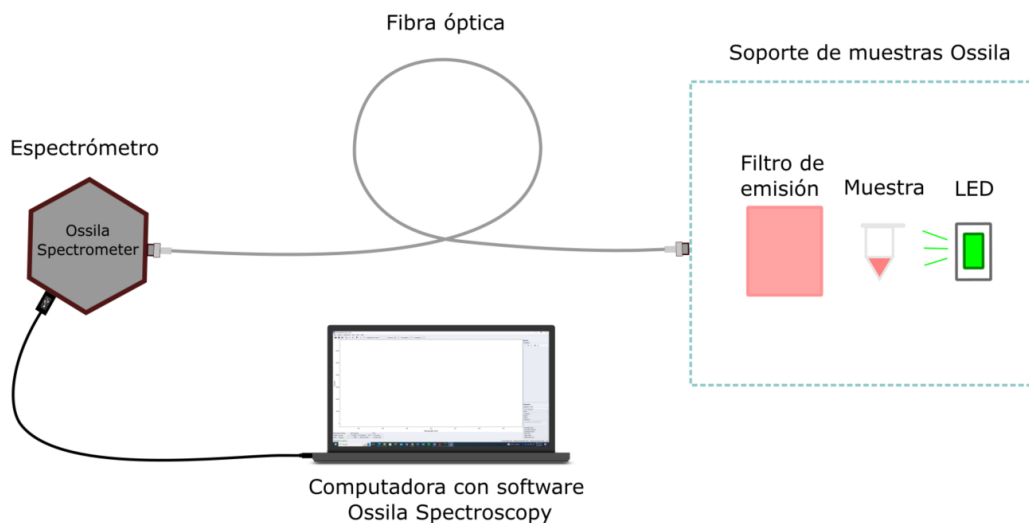 Fibra óptica
Soporte de muestras Ossila
Espectrómetro
Ossila
Spectrometer
Filtro de
emisión
Muestra
LED
Computadora con software
Ossila Spectroscopy